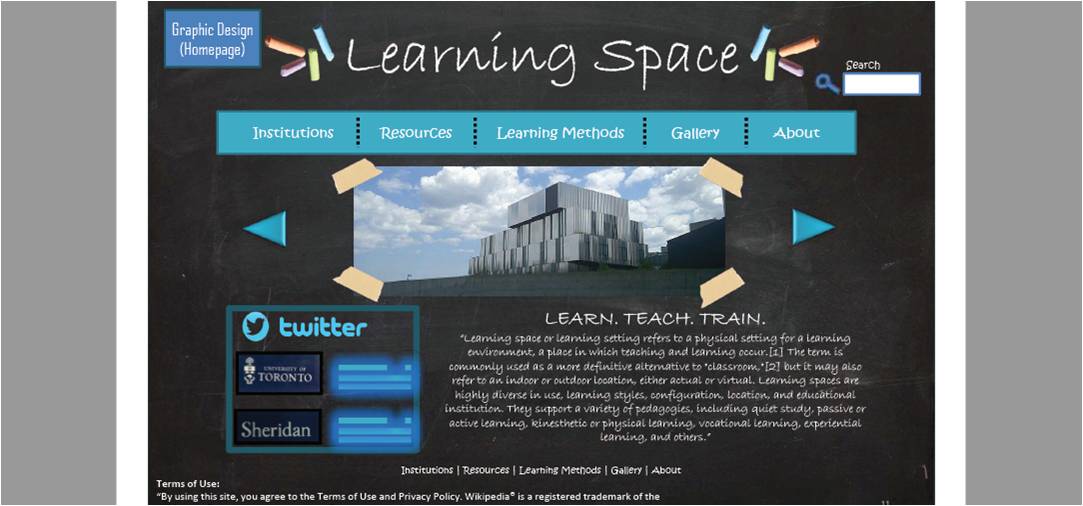 Graphic Design
(Homepage)
Learning Space
Search
Institutions
Resources
Learning Methods
Gallery
About
twitter
UNIVERSITY OF
TORONTO
Sheridan
LEARN. TEACH. TRAIN.
"Learning space or learning setting refers to a physical setting for a learning
environment, a place in which teaching and learning occur.[1] The term is
commonly used as a more definitive alternative to "classroom,"[2] but it may also
refer to an indoor or outdoor location, either actual or virtual. Learning spaces are
highly diverse in use, learning styles, configuration, location, and educational
institution. They support a variety of pedagogies, including quiet study, passive or
active learning, kinesthetic or physical learning, vocational learning, experiential
learning, and others."
Institutions | Resources | Learning Methods | Gallery | About
Terms of Use:
"By using this site, you agree to the Terms of Use and Privacy Policy. Wikipedia® is a registered trademark of the
11